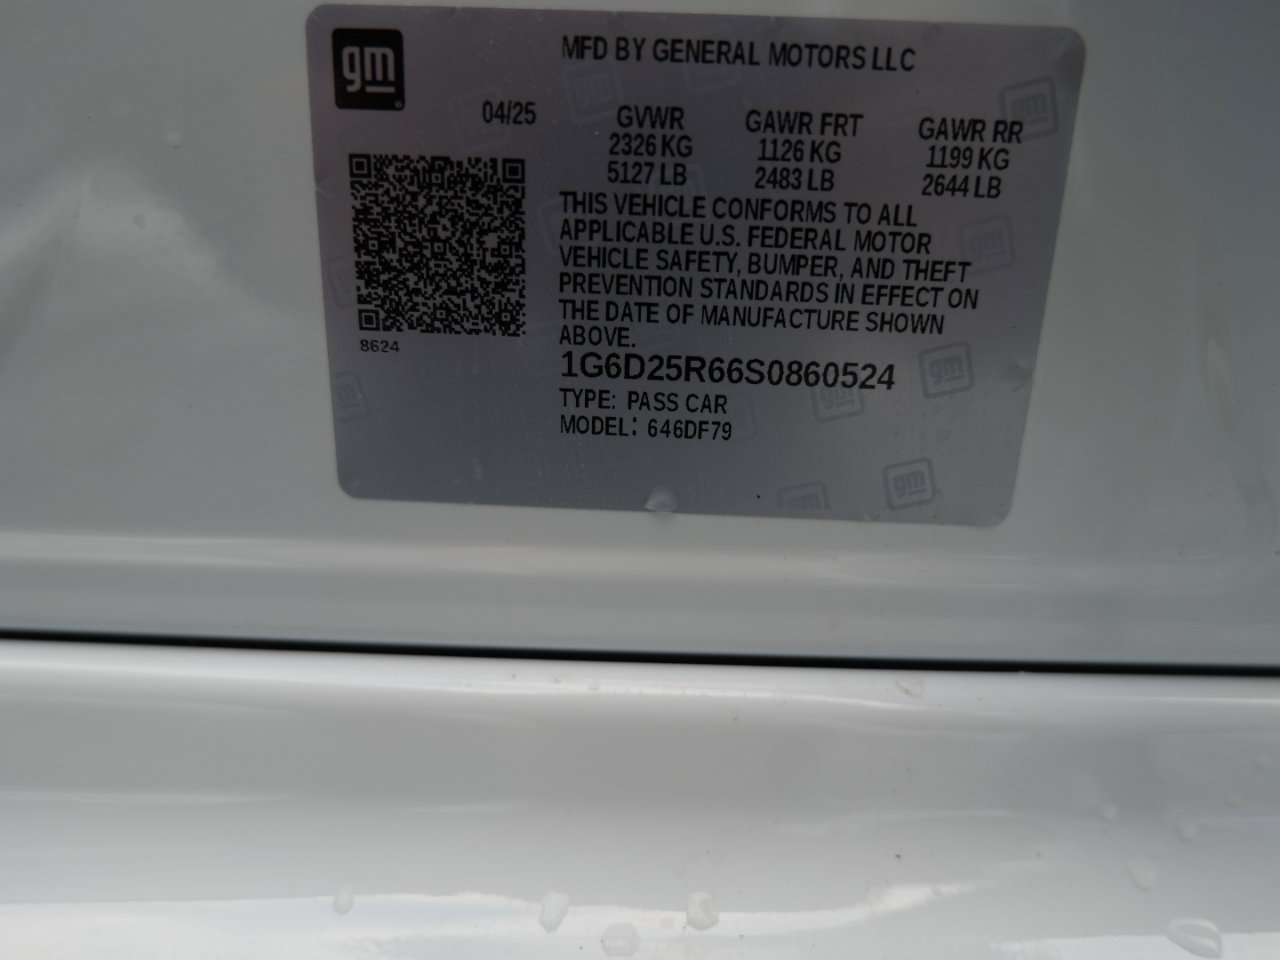 gm
MFD BY GENERAL MOTORS LLC
04/25 GVWR GAWR FRT GAWR RR
2326 KG 1126 KG 1199 KG
5127 LB 2483 LB 2644 LB
THIS VEHICLE CONFORMS TO ALL
APPLICABLE U.S. FEDERAL MOTOR
VEHICLE SAFETY, BUMPER, AND THEFT
PREVENTION STANDARDS IN EFFECT ON
THE DATE OF MANUFACTURE SHOWN
ABOVE.
8624
1G6D25R66S0860524
TYPE: PASS CAR
MODEL: 646DF79